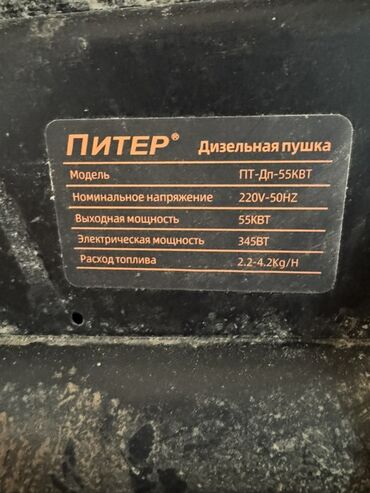 ПИТЕР® Дизельная пушка
Модель ПТ-Дп-55КВТ
Номинальное напряжение 220V-50HZ
Выходная мощность 55КВТ
Электрическая мощность 345ВТ
Расход топлива 2.2-4.2Kg/H